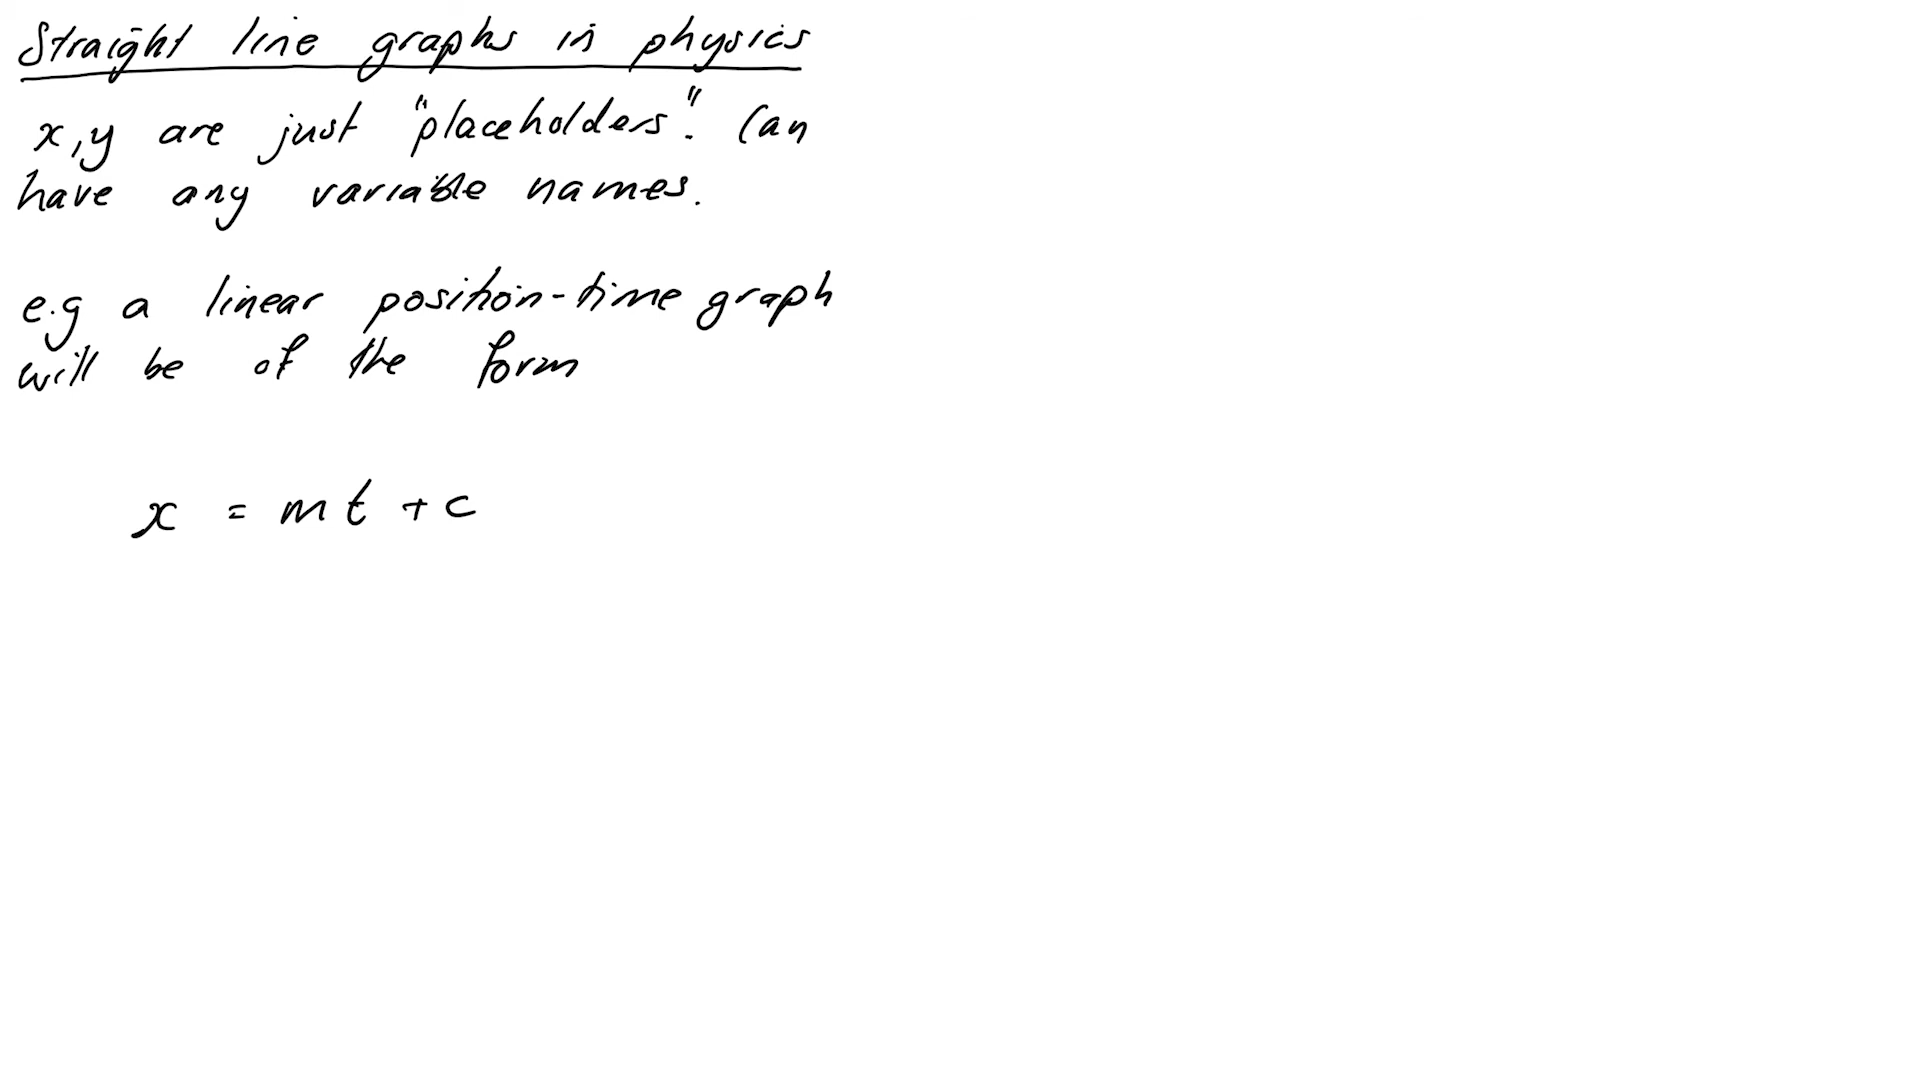 Straight line graphs in physics
x, y are just "placeholders". Can
have any variable names.
e.g a linear position-time graph
will be of the form
x = mt + c